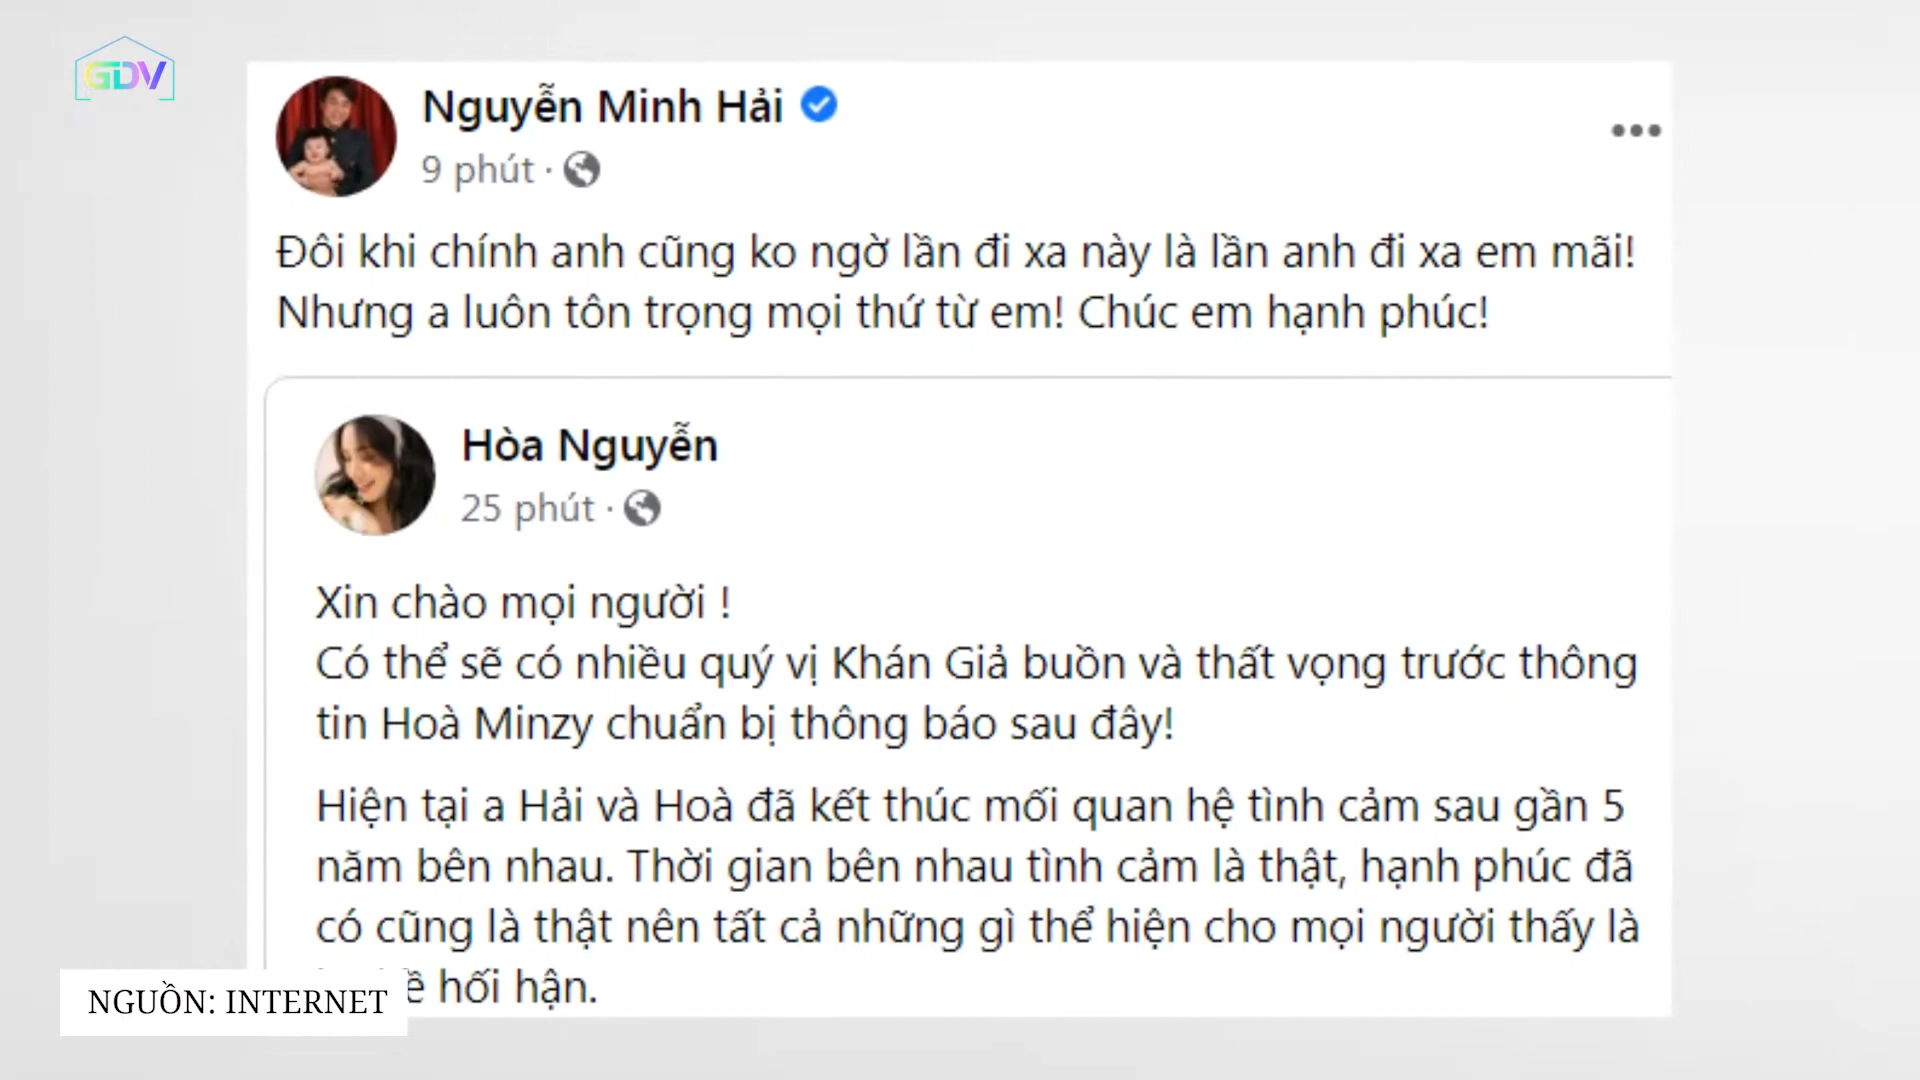 GDV
Nguyễn Minh Hải
9 phút ·
Đôi khi chính anh cũng ko ngờ lần đi xa này là lần anh đi xa em mãi!
Nhưng a luôn tôn trọng mọi thứ từ em! Chúc em hạnh phúc!
Hòa Nguyễn
25 phút ·
Xin chào mọi người !
Có thể sẽ có nhiều quý vị Khán Giả buồn và thất vọng trước thông
tin Hoà Minzy chuẩn bị thông báo sau đây!
Hiện tại a Hải và Hoà đã kết thúc mối quan hệ tình cảm sau gần 5
năm bên nhau. Thời gian bên nhau tình cảm là thật, hạnh phúc đã
có cũng là thật nên tất cả những gì thể hiện cho mọi người thấy là
hối hận.
NGUỒN: INTERNET